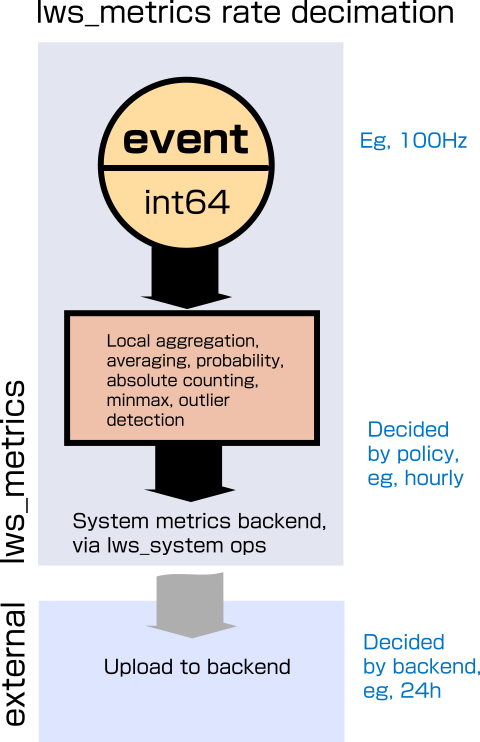 lws_metrics rate decimation
event
int64
Eg, 100Hz
Local aggregation,
averaging, probability,
absolute counting,
minmax, outlier
detection
Decided
by policy,
eg, hourly
System metrics backend,
via lws_system ops
lws_metrics
Upload to backend
Decided
by backend,
eg, 24h
external